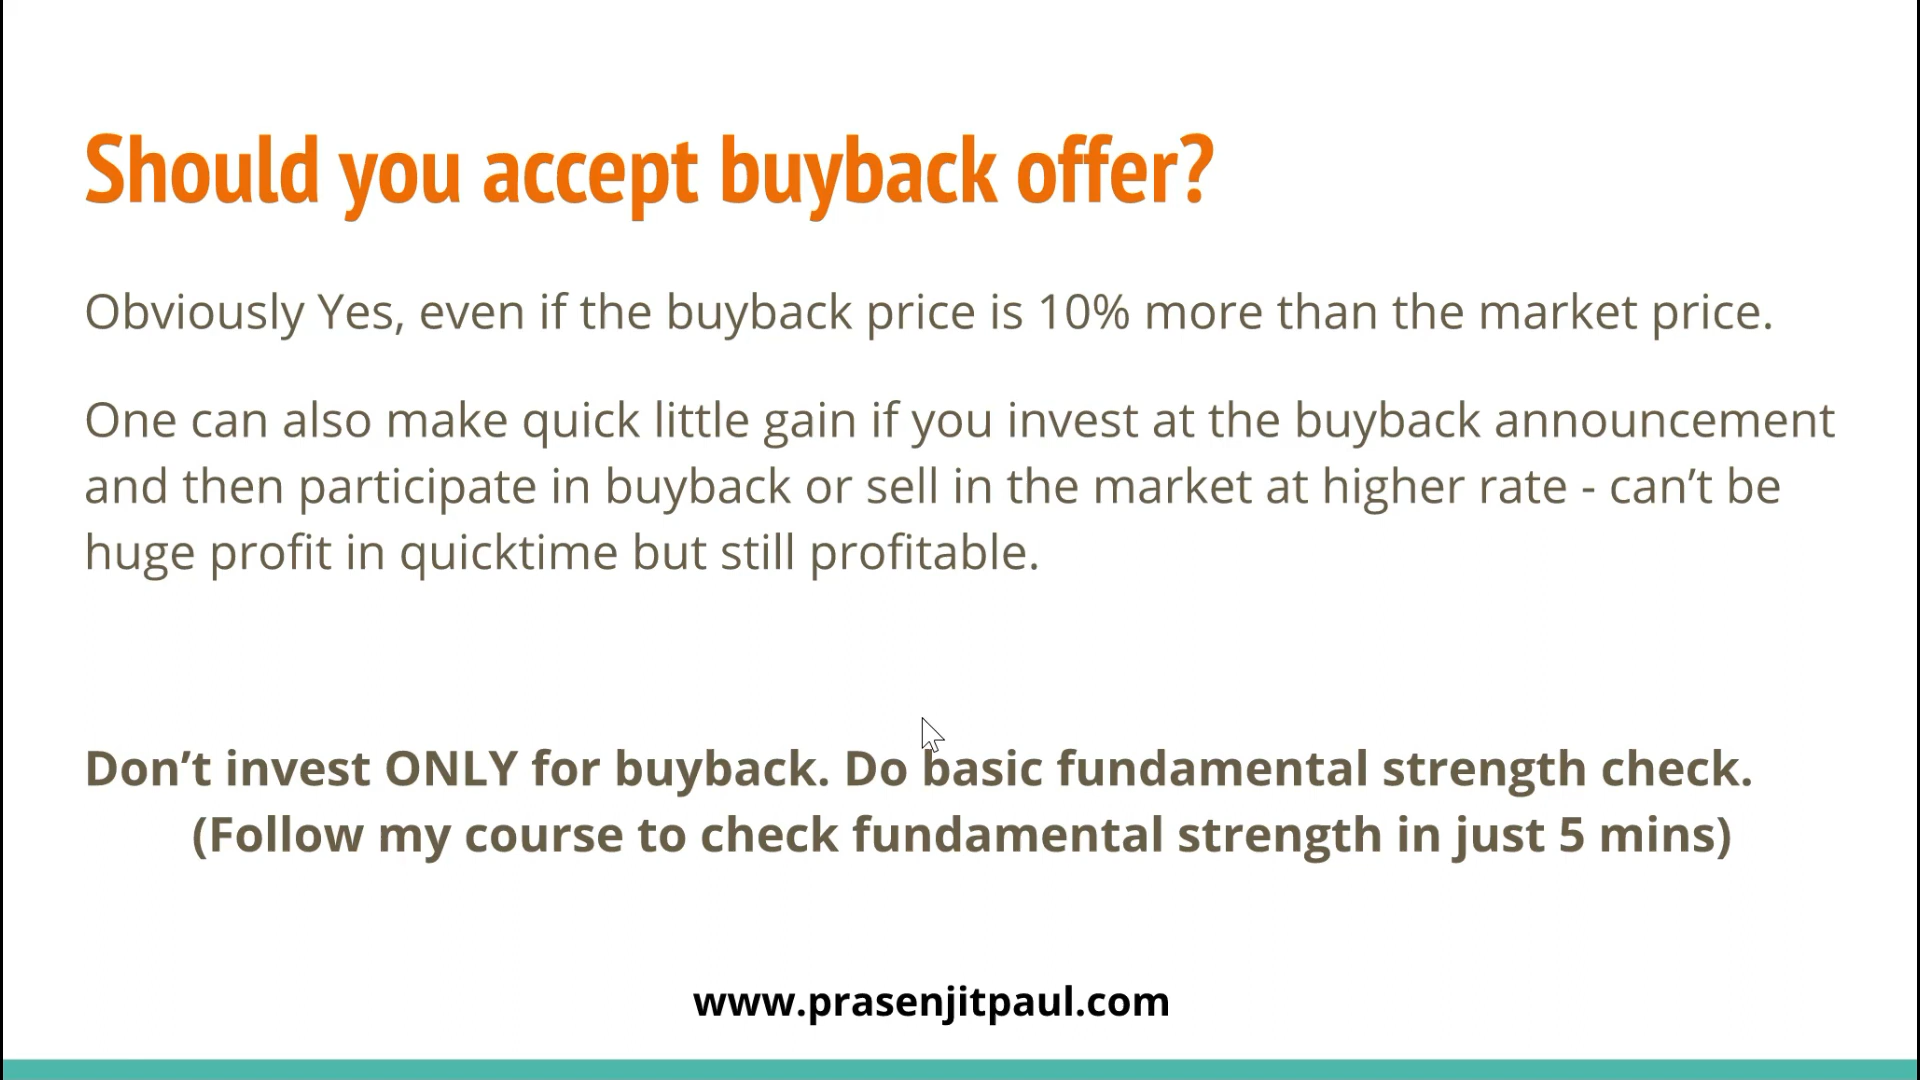 Should you accept buyback offer?
Obviously Yes, even if the buyback price is 10% more than the market price.
One can also make quick little gain if you invest at the buyback announcement
and then participate in buyback or sell in the market at higher rate - can’t be
huge profit in quicktime but still profitable.
Don’t invest ONLY for buyback. Do basic fundamental strength check.
(Follow my course to check fundamental strength in just 5 mins)
www.prasenjitpaul.com